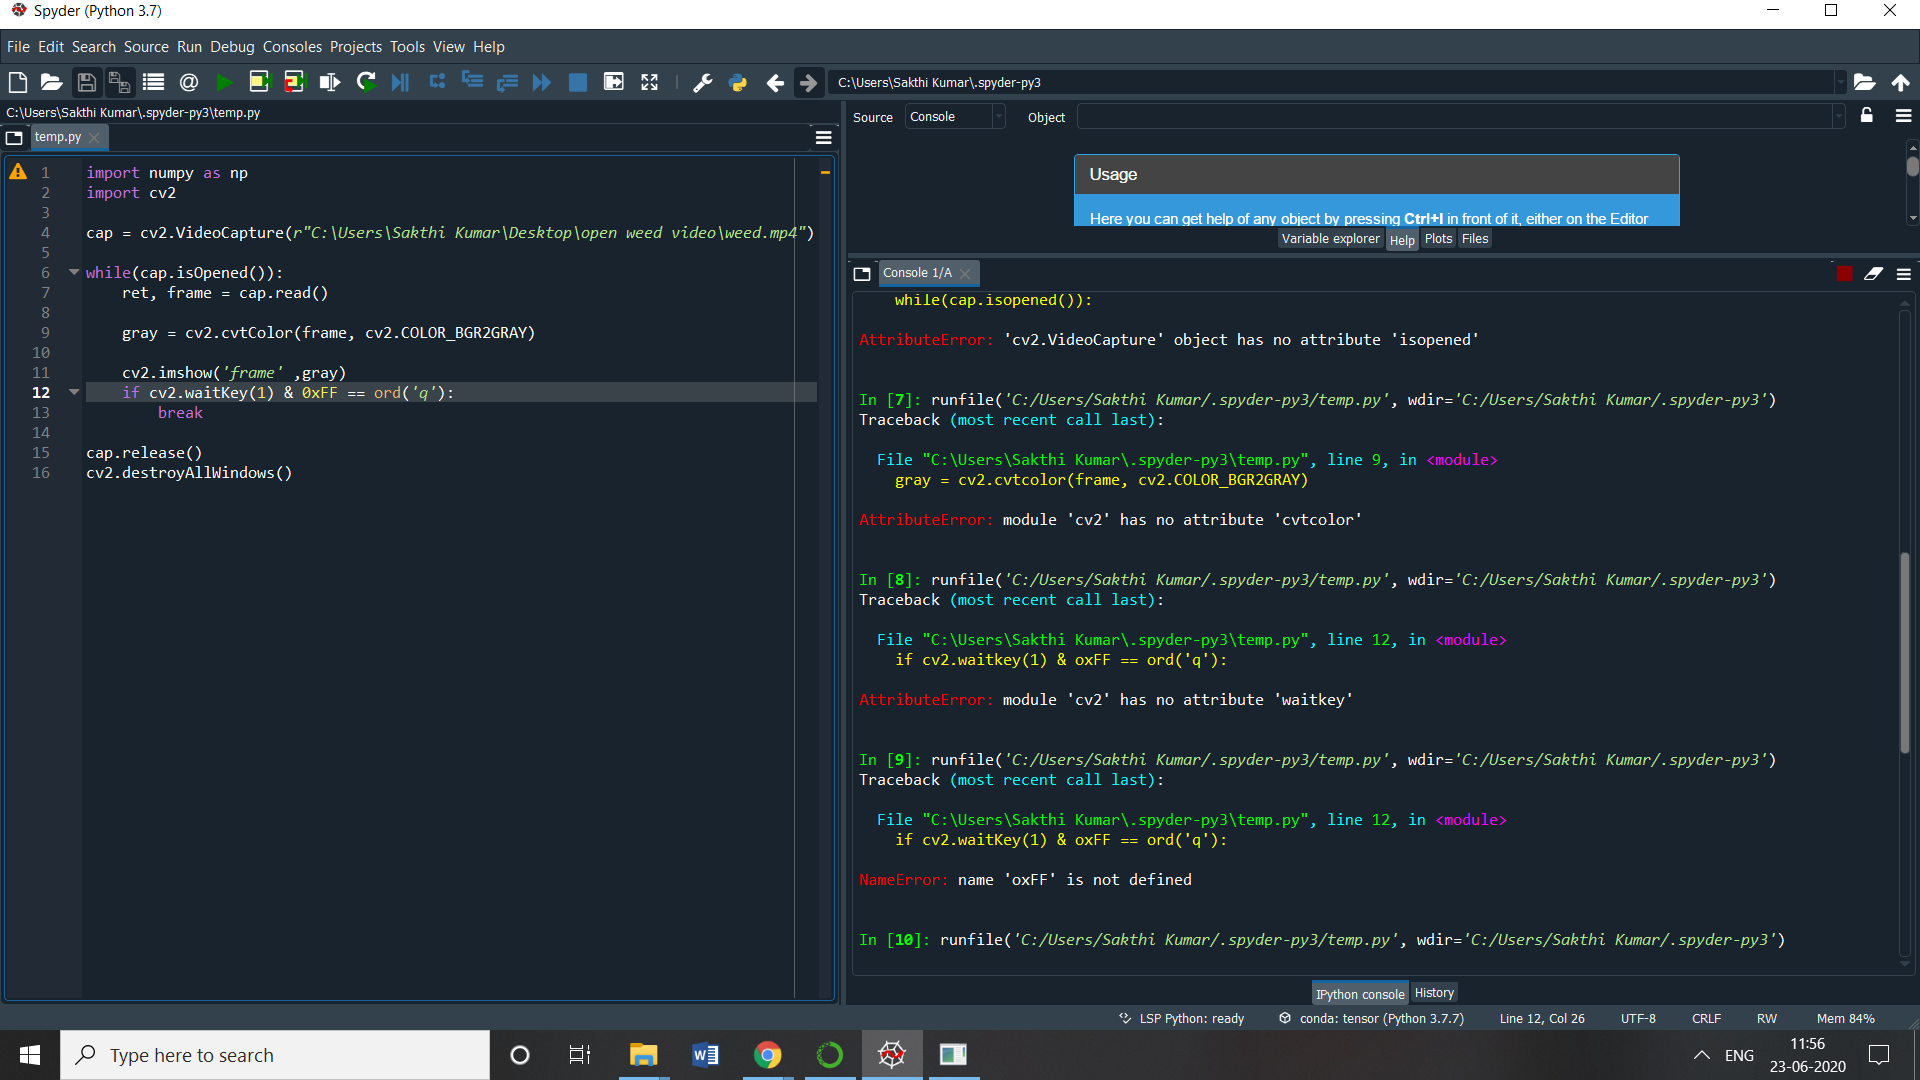 Spyder (Python 3.7)
File Edit Search Source Run Debug Consoles Projects Tools View Help
C:\Users\Sakthi Kumar\.spyder-py3
C:\Users\Sakthi Kumar\.spyder-py3\temp.py
temp.py
1 import numpy as np
2 import cv2
3
4 cap = cv2.VideoCapture(r"C:\Users\Sakthi Kumar\Desktop\open weed video\weed.mp4")
5
6 while(cap.isOpened()):
7 ret, frame = cap.read()
8
9 gray = cv2.cvtColor(frame, cv2.COLOR_BGR2GRAY)
10
11 cv2.imshow('frame' ,gray)
12 if cv2.waitKey(1) & 0xFF == ord('q'):
13 break
14
15 cap.release()
16 cv2.destroyAllWindows()
Source Console Object
Usage
Here you can get help of any object by pressing Ctrl+I in front of it, either on the Editor
Variable explorer Help Plots Files
Console 1/A
while(cap.isopened()):
AttributeError: 'cv2.VideoCapture' object has no attribute 'isopened'
In [7]: runfile('C:/Users/Sakthi Kumar/.spyder-py3/temp.py', wdir='C:/Users/Sakthi Kumar/.spyder-py3')
Traceback (most recent call last):
File "C:\Users\Sakthi Kumar\.spyder-py3\temp.py", line 9, in <module>
gray = cv2.cvtcolor(frame, cv2.COLOR_BGR2GRAY)
AttributeError: module 'cv2' has no attribute 'cvtcolor'
In [8]: runfile('C:/Users/Sakthi Kumar/.spyder-py3/temp.py', wdir='C:/Users/Sakthi Kumar/.spyder-py3')
Traceback (most recent call last):
File "C:\Users\Sakthi Kumar\.spyder-py3\temp.py", line 12, in <module>
if cv2.waitkey(1) & oxFF == ord('q'):
AttributeError: module 'cv2' has no attribute 'waitkey'
In [9]: runfile('C:/Users/Sakthi Kumar/.spyder-py3/temp.py', wdir='C:/Users/Sakthi Kumar/.spyder-py3')
Traceback (most recent call last):
File "C:\Users\Sakthi Kumar\.spyder-py3\temp.py", line 12, in <module>
if cv2.waitKey(1) & oxFF == ord('q'):
NameError: name 'oxFF' is not defined
In [10]: runfile('C:/Users/Sakthi Kumar/.spyder-py3/temp.py', wdir='C:/Users/Sakthi Kumar/.spyder-py3')
IPython console History
LSP Python: ready conda: tensor (Python 3.7.7) Line 12, Col 26 UTF-8 CRLF RW Mem 84%
Type here to search
ENG
11:56
23-06-2020